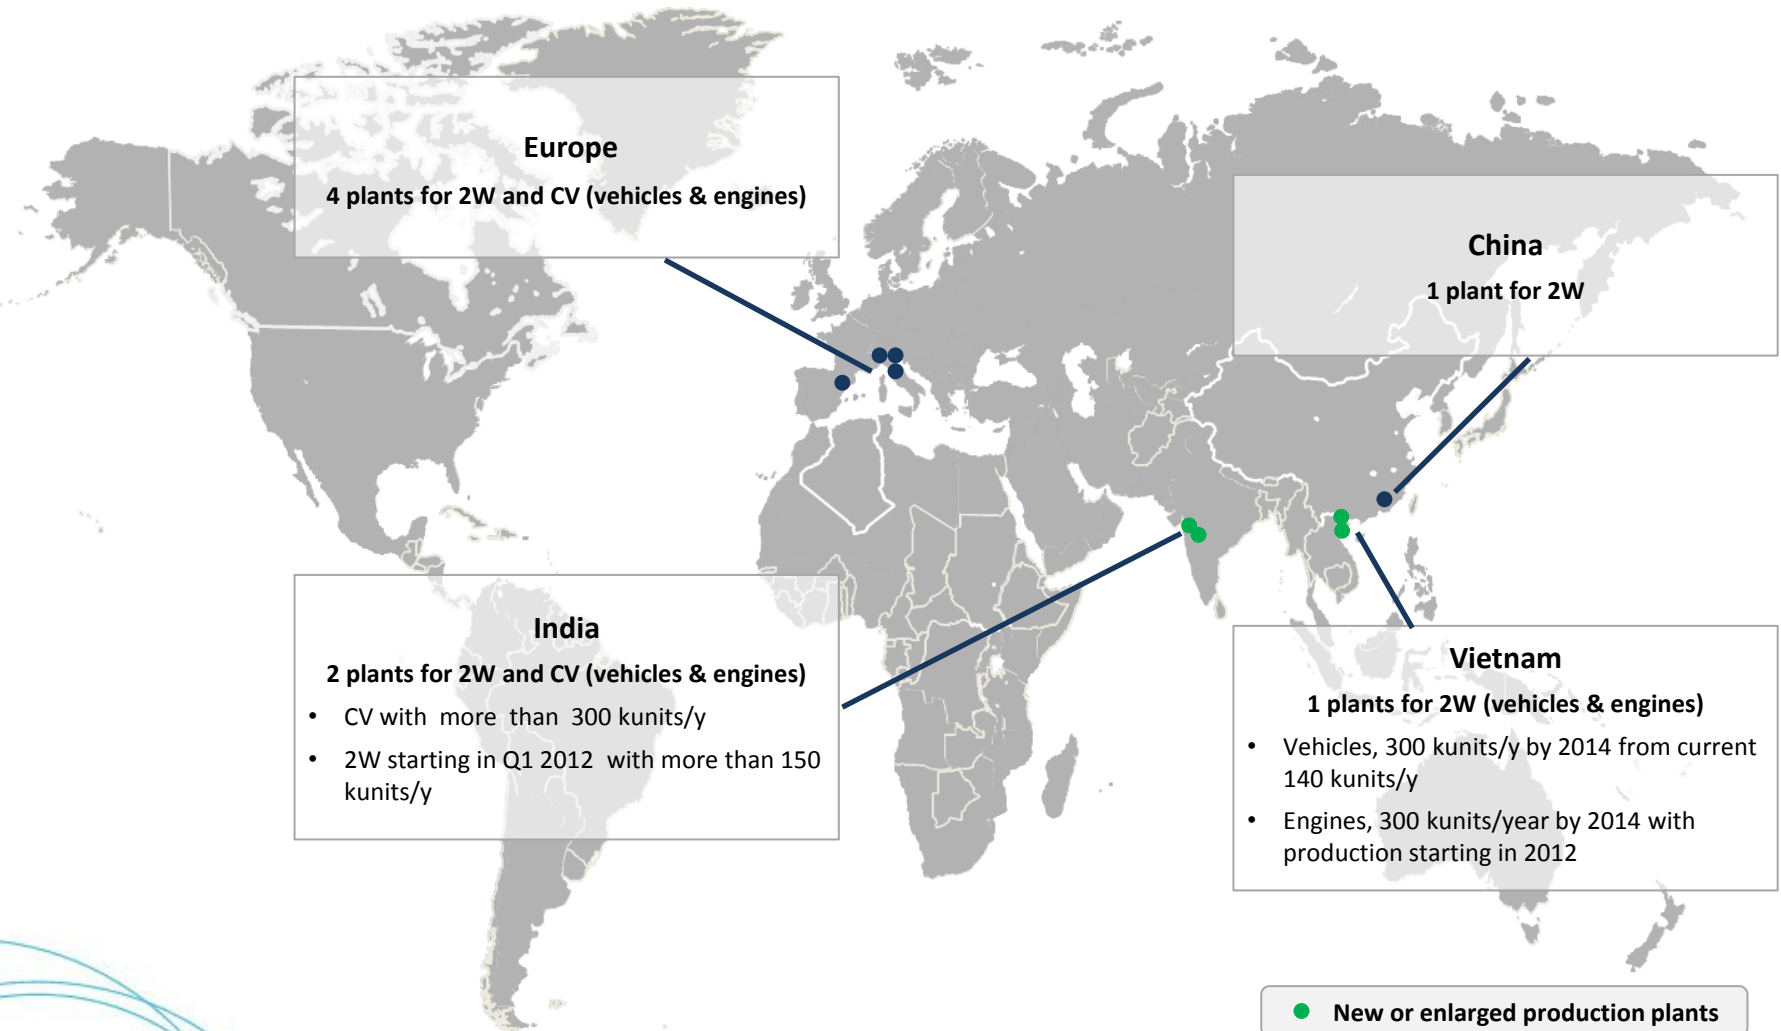 Europe
4 plants for 2W and CV (vehicles & engines)
China
1 plant for 2W
India
2 plants for 2W and CV (vehicles & engines)
• CV with more than 300 kunits/y
• 2W starting in Q1 2012 with more than 150
kunits/y
Vietnam
1 plants for 2W (vehicles & engines)
• Vehicles, 300 kunits/y by 2014 from current
140 kunits/y
• Engines, 300 kunits/year by 2014 with
production starting in 2012
New or enlarged production plants